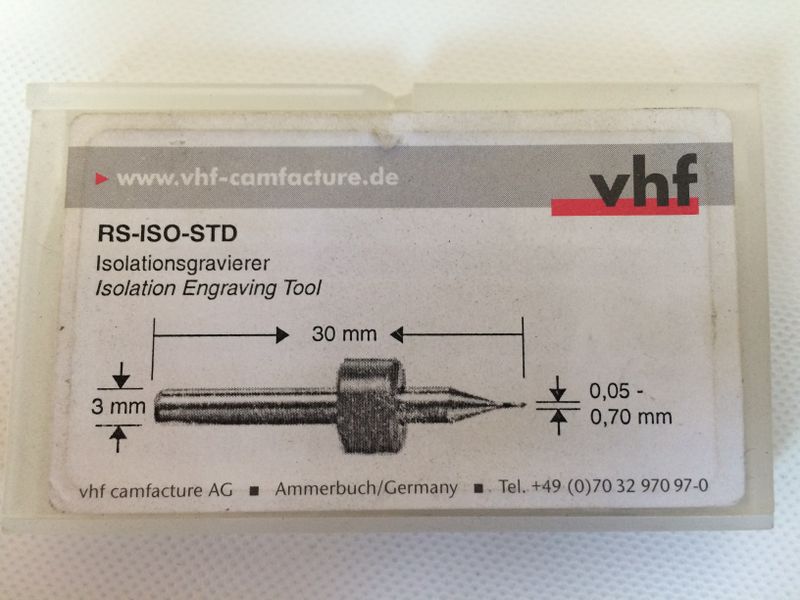 www.vhf-camfacture.de
vhf
RS-ISO-STD
Isolationsgravierer
Isolation Engraving Tool
30 mm
3 mm
0,05 -
0,70 mm
vhf camfacture AG ■ Ammerbuch/Germany ■ Tel. +49 (0)70 32 970 97-0